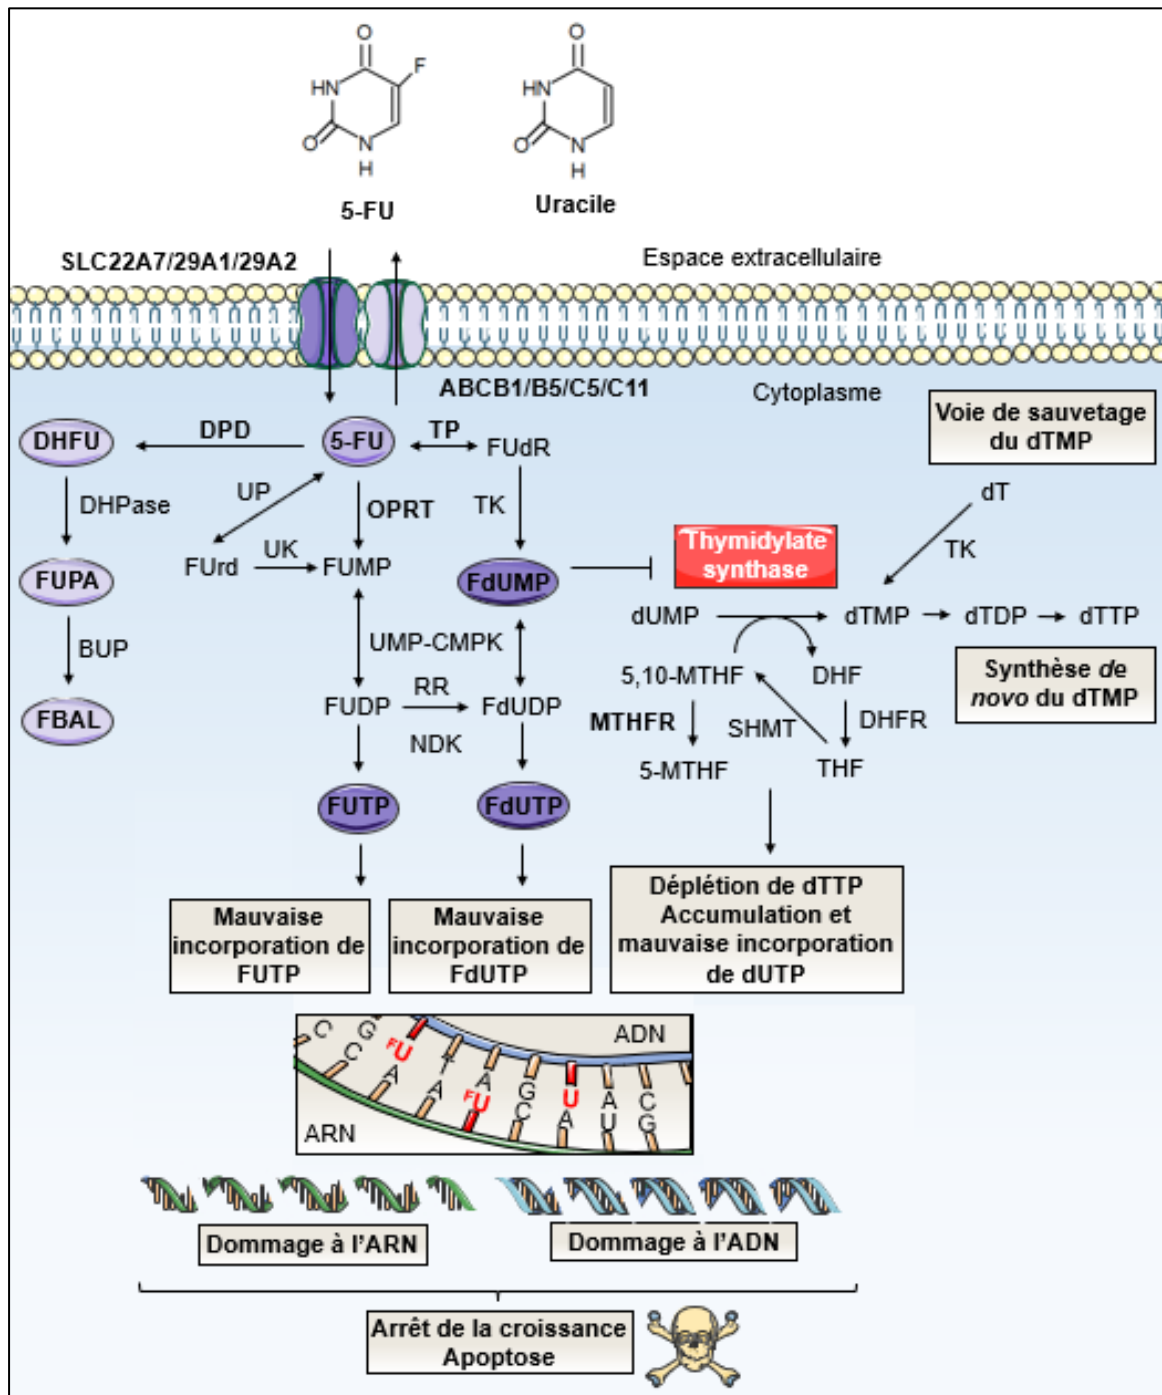 O
F
HN
O
N
H
5-FU
O
HN
O
N
H
Uracile
SLC22A7/29A1/29A2
Espace extracellulaire
ABCB1/B5/C5/C11
Cytoplasme
Voie de sauvetage
du dTMP
DHFU
DPD
5-FU
TP
FUdR
DHPase
UP
OPRT
TK
dT
TK
FUPA
FUrd
UK
FUMP
FdUMP
Thymidylate
synthase
dUMP
dTMP
dTDP
dTTP
BUP
UMP-CMPK
5,10-MTHF
DHF
Synthèse de
novo du dTMP
FBAL
FUDP
RR
FdUDP
NDK
MTHFR
SHMT
DHFR
5-MTHF
THF
FUTP
FdUTP
Mauvaise
incorporation de
FUTP
Mauvaise
incorporation de
FdUTP
Déplétion de dTTP
Accumulation et
mauvaise incorporation
de dUTP
ADN
C G FU A A G U A C
C C A A FU C A U G
ARN
Dommage à l'ARN
Dommage à l'ADN
Arrêt de la croissance
Apoptose